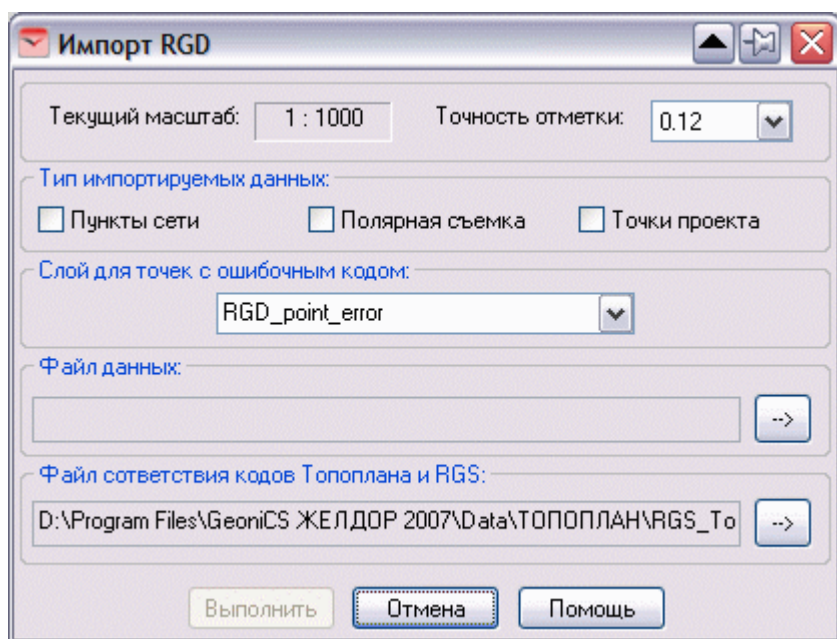 Импорт RGD
Текущий масштаб: 1 : 1000 Точность отметки: 0.12
Тип импортируемых данных:
Пункты сети Полярная съемка Точки проекта
Слой для точек с ошибочным кодом:
RGD_point_error
Файл данных:
-->
Файл сответствия кодов Топоплана и RGS:
D:\Program Files\GeoniCS ЖЕЛДОР 2007\Data\ТОПОПЛАН\RGS_To -->
Выполнить Отмена Помощь